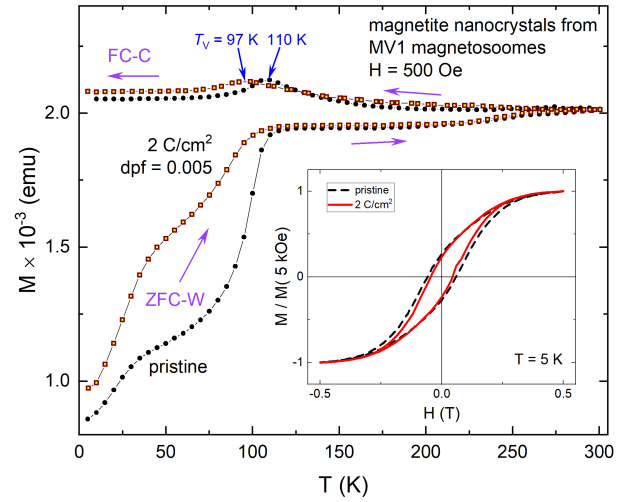 magnetite nanocrystals from
MV1 magnetosoomes
H = 500 Oe
T_V = 97 K
110 K
FC-C
2 C/cm²
dpf = 0.005
ZFC-W
pristine
M × 10⁻³ (emu)
2.0
1.5
1.0
0
50
100
150
200
250
300
T (K)
pristine
2 C/cm²
M / M( 5 kOe)
1
0
-1
T = 5 K
-0.5
0.0
0.5
H (T)